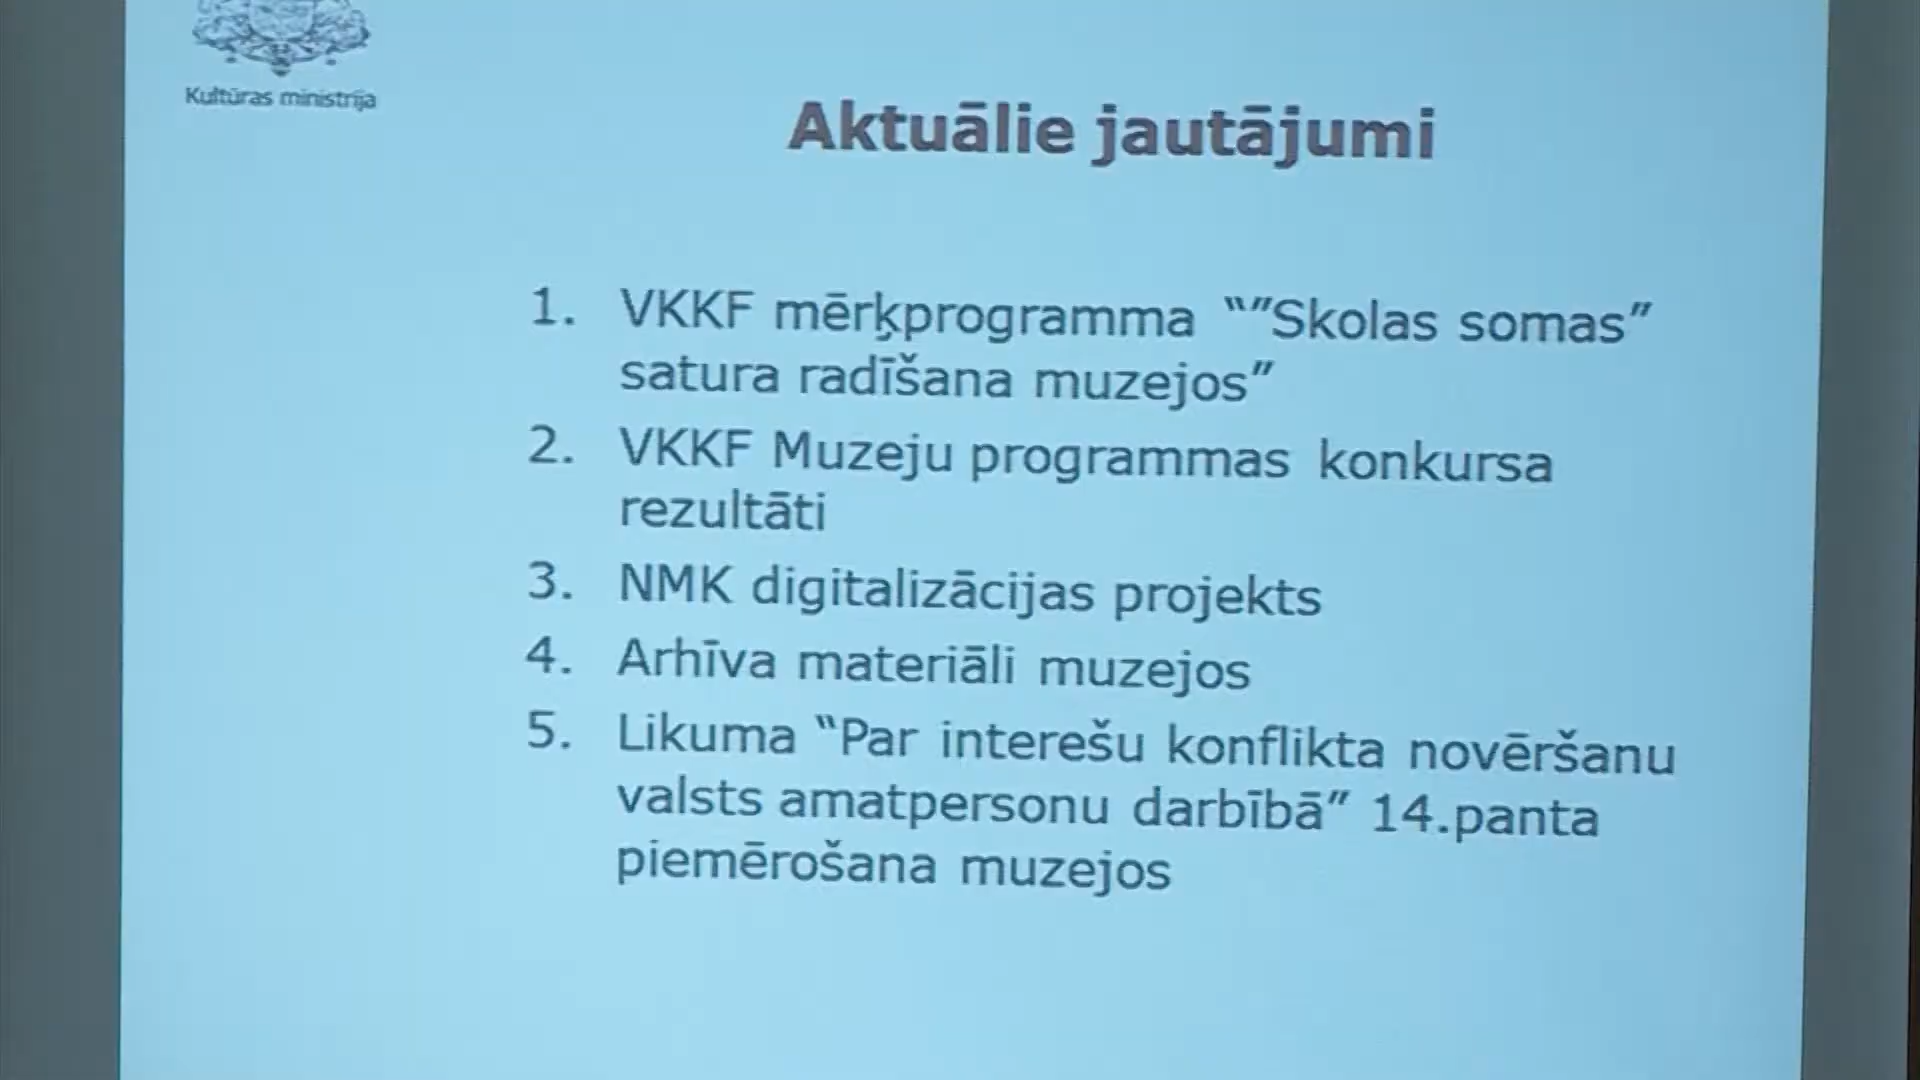 Kultūras ministrija
Aktuālie jautājumi
1. VKKF mērķprogramma “”Skolas somas”
satura radīšana muzejos”
2. VKKF Muzeju programmas konkursa
rezultāti
3. NMK digitalizācijas projekts
4. Arhīva materiāli muzejos
5. Likuma “Par interešu konflikta novēršanu
valsts amatpersonu darbībā” 14.panta
piemērošana muzejos